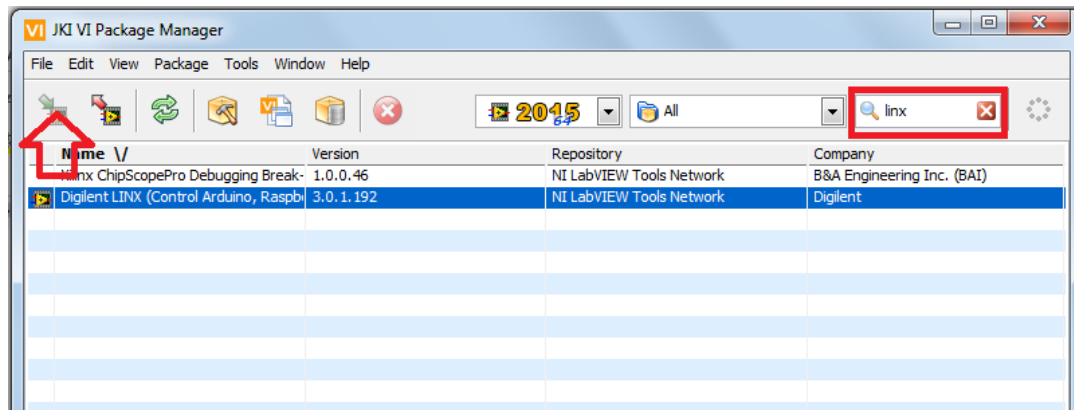 VI JKI VI Package Manager
File Edit View Package Tools Window Help
2015 64 All linx
Name \/ Version Repository Company
ChipScopePro Debugging Break- 1.0.0.46 NI LabVIEW Tools Network B&A Engineering Inc. (BAI)
Digilent LINX (Control Arduino, Raspb 3.0.1.192 NI LabVIEW Tools Network Digilent